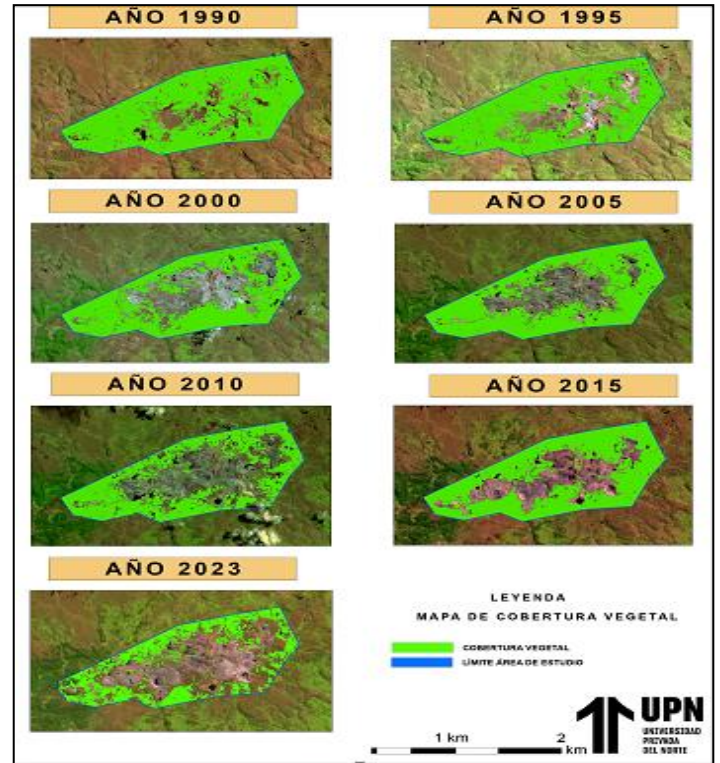 AÑO 1990
AÑO 1995
AÑO 2000
AÑO 2005
AÑO 2010
AÑO 2015
AÑO 2023
LEYENDA
MAPA DE COBERTURA VEGETAL
COBERTURA VEGETAL
LÍMITE ÁREA DE ESTUDIO
1 km 2
km
UPN
UNIVERSIDAD
PRIVADA
DEL NORTE